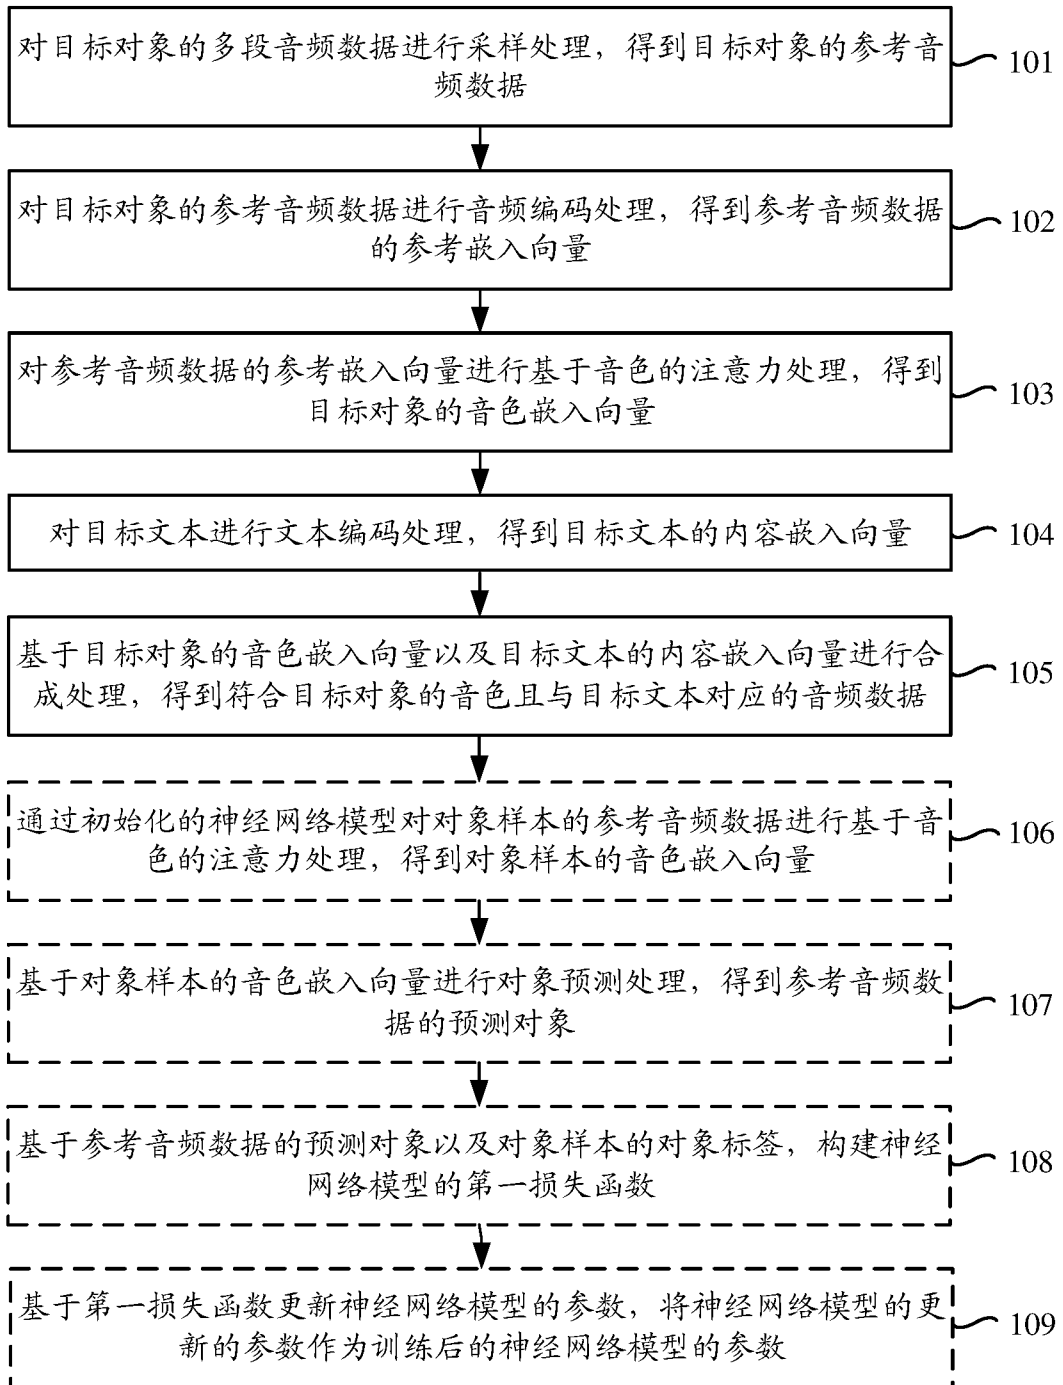 对目标对象的多段音频数据进行采样处理，得到目标对象的参考音
频数据
101
对目标对象的参考音频数据进行音频编码处理，得到参考音频数据
的参考嵌入向量
102
对参考音频数据的参考嵌入向量进行基于音色的注意力处理，得到
目标对象的音色嵌入向量
103
对目标文本进行文本编码处理，得到目标文本的内容嵌入向量
104
基于目标对象的音色嵌入向量以及目标文本的内容嵌入向量进行合
成处理，得到符合目标对象的音色且与目标文本对应的音频数据
105
通过初始化的神经网络模型对对象样本的参考音频数据进行基于音
色的注意力处理，得到对象样本的音色嵌入向量
106
基于对象样本的音色嵌入向量进行对象预测处理，得到参考音频数
据的预测对象
107
基于参考音频数据的预测对象以及对象样本的对象标签，构建神经
网络模型的第一损失函数
108
基于第一损失函数更新神经网络模型的参数，将神经网络模型的更
新的参数作为训练后的神经网络模型的参数
109